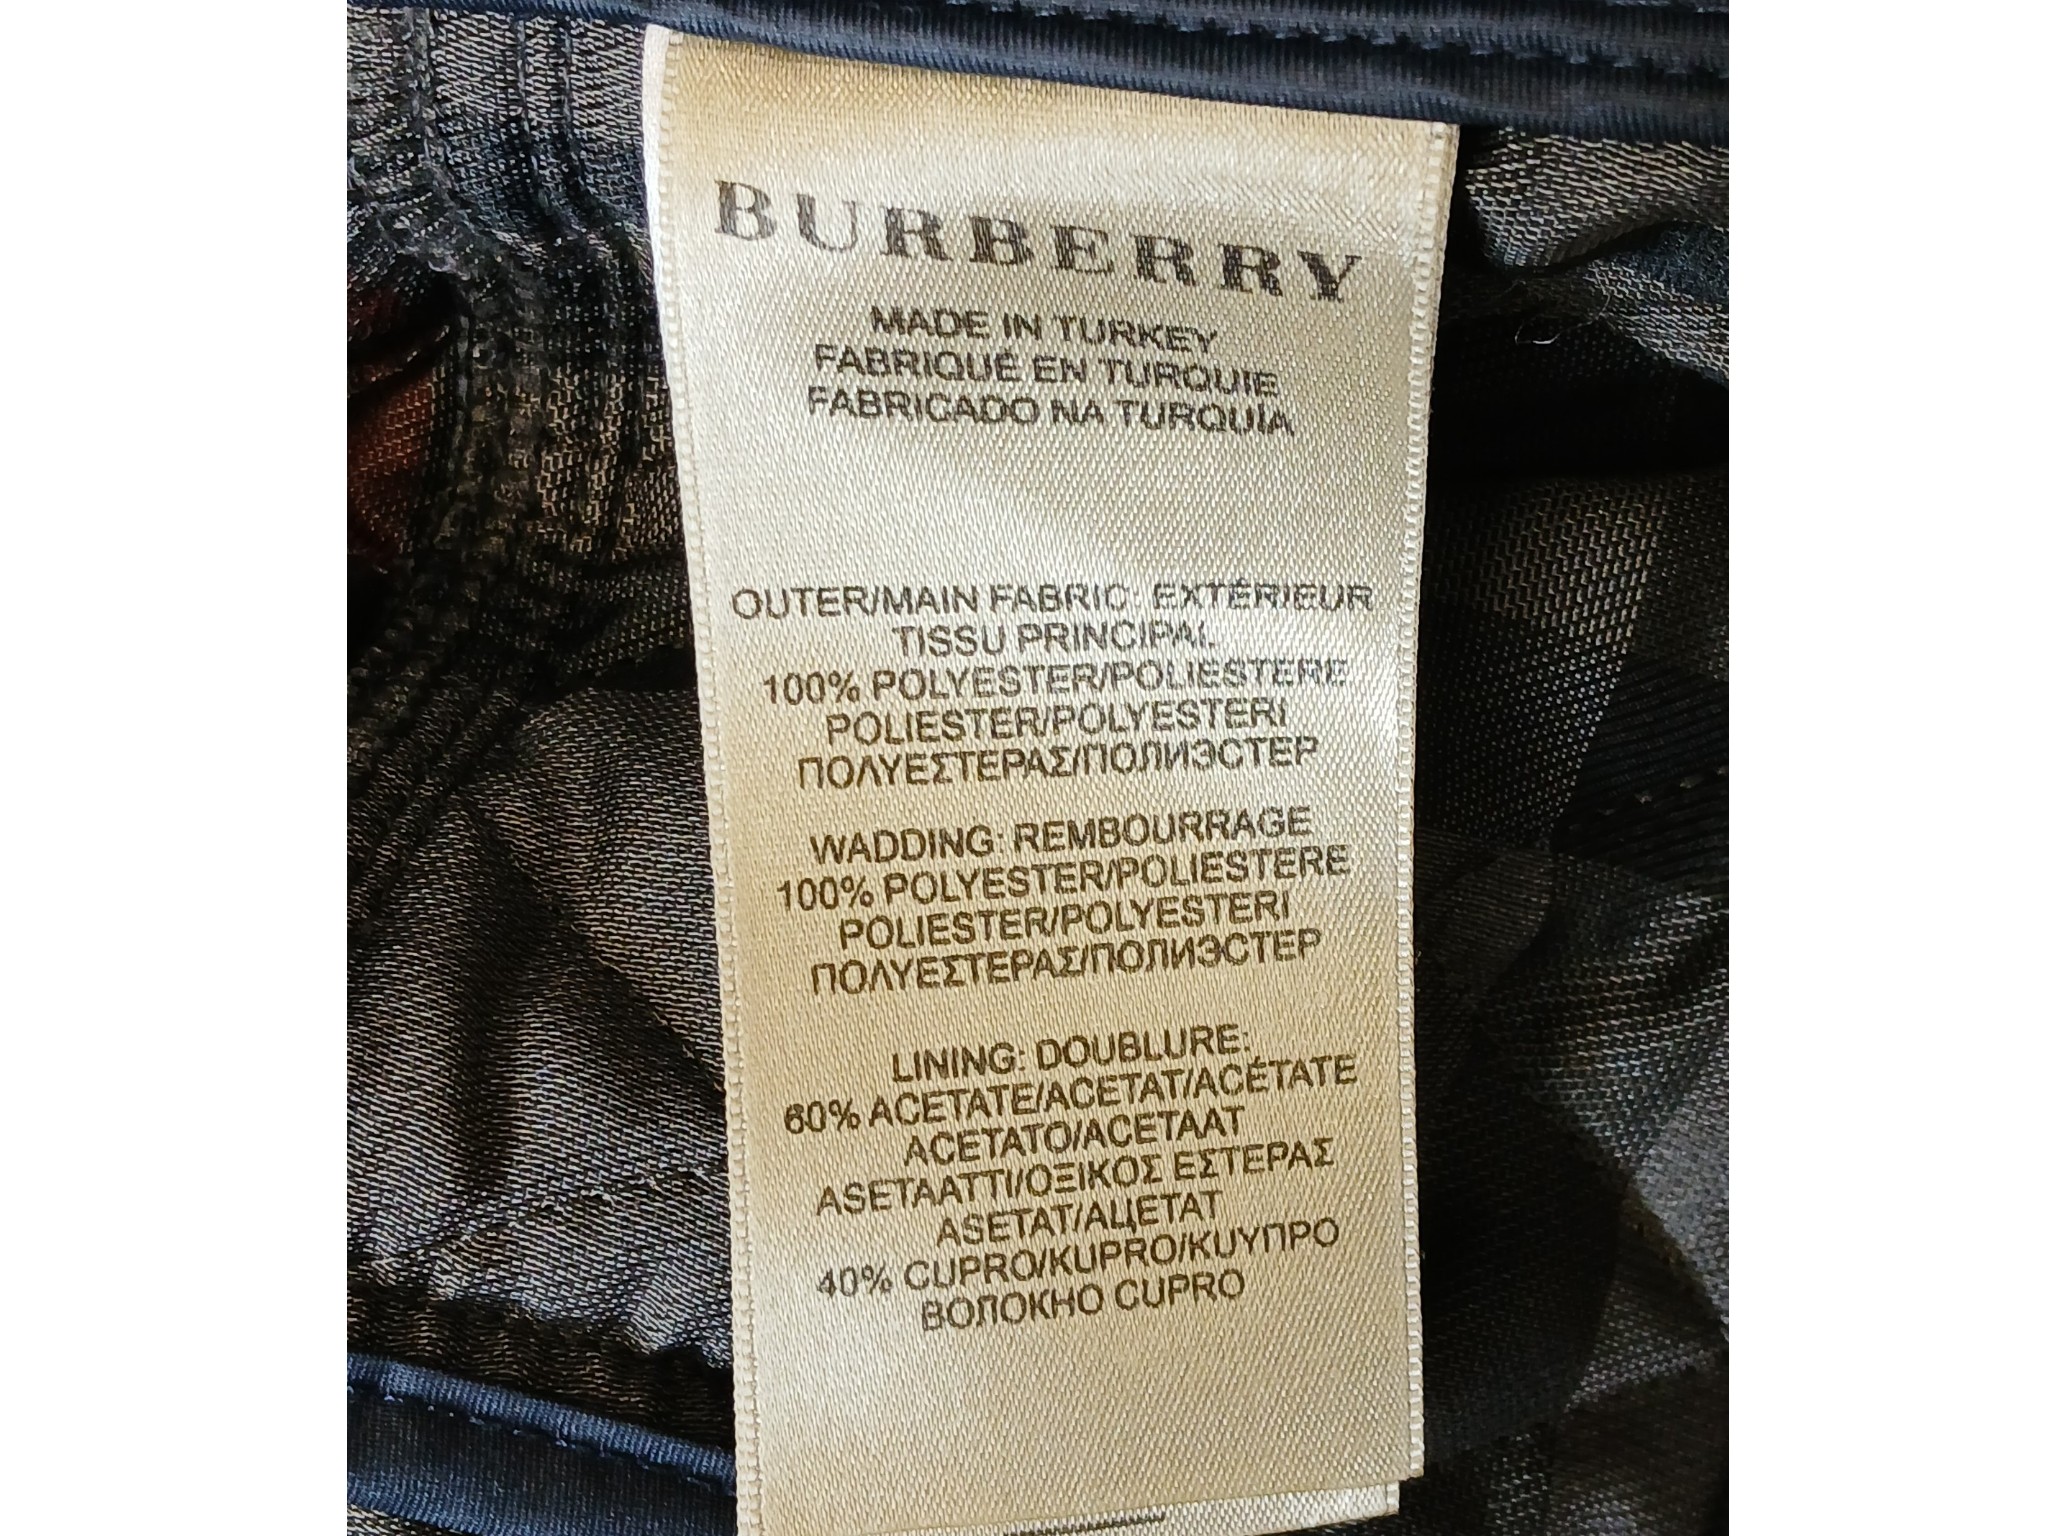 BURBERRY
MADE IN TURKEY
FABRIQUÉ EN TURQUIE
FABRICADO NA TURQUÍA
OUTER/MAIN FABRIC: EXTÉRIEUR
TISSU PRINCIPAL
100% POLYESTER/POLIESTERE
POLIESTER/POLYESTERI
ΠΟΛΥΕΣΤΕΡΑΣ/ПОЛИЭСТЕР
WADDING: REMBOURRAGE
100% POLYESTER/POLIESTERE
POLIESTER/POLYESTERI
ΠΟΛΥΕΣΤΕΡΑΣ/ПОЛИЭСТЕР
LINING: DOUBLURE:
60% ACETATE/ACETAT/ACÉTATE
ACETATO/ACETAAT
ASETAATTI/ΟΞΙΚΟΣ ΕΣΤΕΡΑΣ
ASETAT/АЦЕТАТ
40% CUPRO/KUPRO/ΚΟΥΠΡΟ
ВОЛОКНО CUPRO